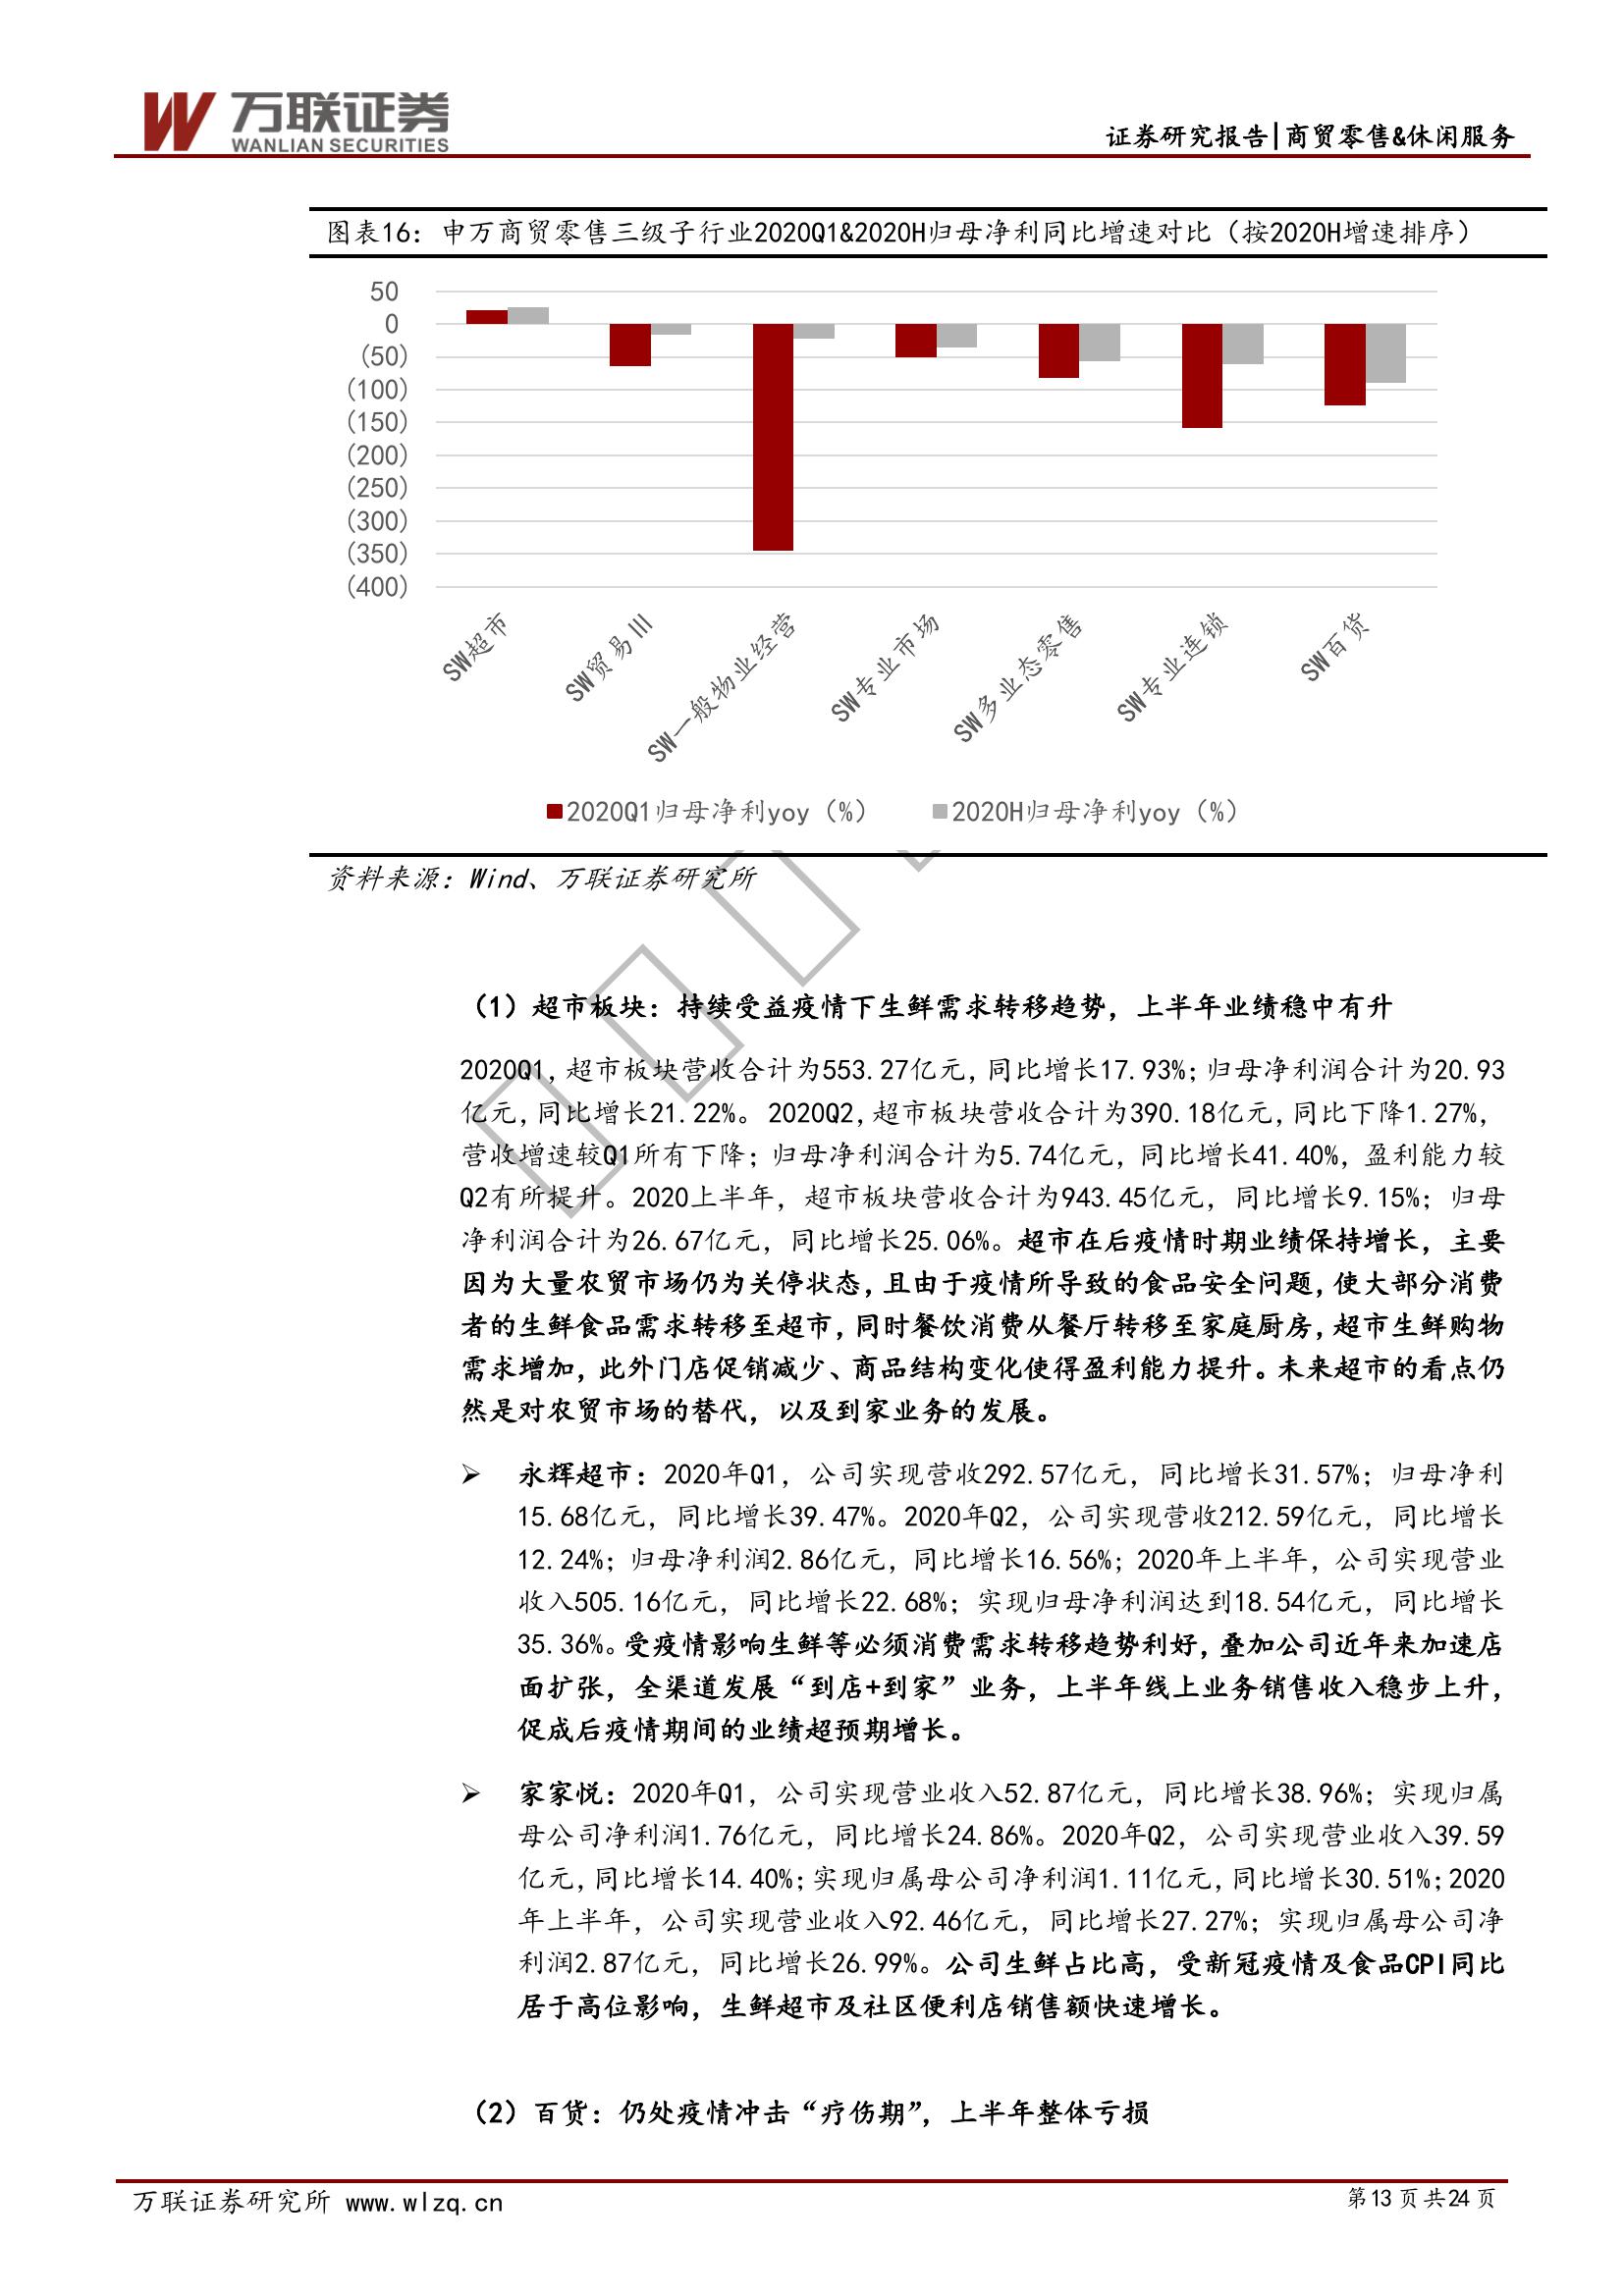 万联证券
WANLIAN SECURITIES
证券研究报告|商贸零售&休闲服务
图表16：申万商贸零售三级子行业2020Q1&2020H归母净利同比增速对比（按2020H增速排序）
50
0
(50)
(100)
(150)
(200)
(250)
(300)
(350)
(400)
SW超市
SW贸易Ⅲ
SW一般物业经营
SW专业市场
SW多业态零售
SW专业连锁
SW百货
2020Q1归母净利yoy（%）
2020H归母净利yoy（%）
资料来源：Wind、万联证券研究所
（1）超市板块：持续受益疫情下生鲜需求转移趋势，上半年业绩稳中有升
2020Q1，超市板块营收合计为553.27亿元，同比增长17.93%；归母净利润合计为20.93
亿元，同比增长21.22%。2020Q2，超市板块营收合计为390.18亿元，同比下降1.27%，
营收增速较Q1所有下降；归母净利润合计为5.74亿元，同比增长41.40%，盈利能力较
Q2有所提升。2020上半年，超市板块营收合计为943.45亿元，同比增长9.15%；归母
净利润合计为26.67亿元，同比增长25.06%。超市在后疫情时期业绩保持增长，主要
因为大量农贸市场仍为关停状态，且由于疫情所导致的食品安全问题，使大部分消费
者的生鲜食品需求转移至超市，同时餐饮消费从餐厅转移至家庭厨房，超市生鲜购物
需求增加，此外门店促销减少、商品结构变化使得盈利能力提升。未来超市的看点仍
然是对农贸市场的替代，以及到家业务的发展。
➢ 永辉超市：2020年Q1，公司实现营收292.57亿元，同比增长31.57%；归母净利
15.68亿元，同比增长39.47%。2020年Q2，公司实现营收212.59亿元，同比增长
12.24%；归母净利润2.86亿元，同比增长16.56%；2020年上半年，公司实现营业
收入505.16亿元，同比增长22.68%；实现归母净利润达到18.54亿元，同比增长
35.36%。受疫情影响生鲜等必须消费需求转移趋势利好，叠加公司近年来加速店
面扩张，全渠道发展“到店+到家”业务，上半年线上业务销售收入稳步上升，
促成后疫情期间的业绩超预期增长。
➢ 家家悦：2020年Q1，公司实现营业收入52.87亿元，同比增长38.96%；实现归属
母公司净利润1.76亿元，同比增长24.86%。2020年Q2，公司实现营业收入39.59
亿元，同比增长14.40%；实现归属母公司净利润1.11亿元，同比增长30.51%；2020
年上半年，公司实现营业收入92.46亿元，同比增长27.27%；实现归属母公司净
利润2.87亿元，同比增长26.99%。公司生鲜占比高，受新冠疫情及食品CPI同比
居于高位影响，生鲜超市及社区便利店销售额快速增长。
（2）百货：仍处疫情冲击“疗伤期”，上半年整体亏损
万联证券研究所 www.wlzq.cn
第13页共24页